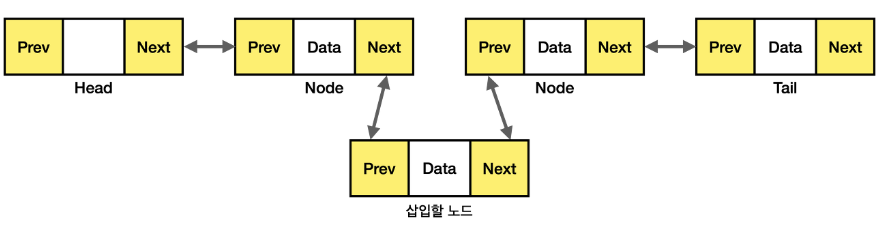 Prev Next Prev Data Next Prev Data Next Prev Data Next
Head Node Node Tail
Prev Data Next
삽입할 노드